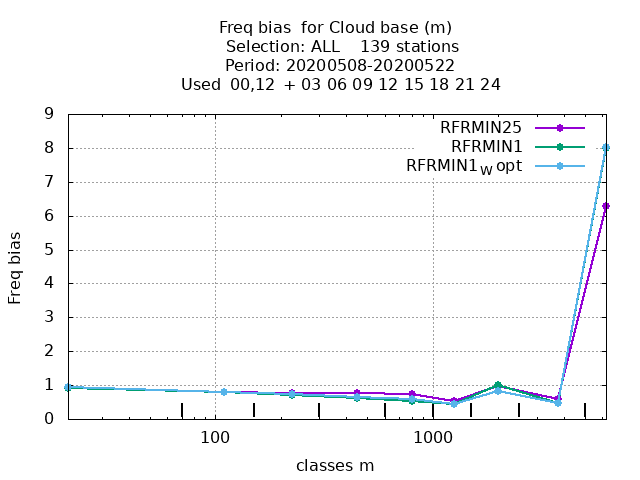 Freq bias  for Cloud base (m)
Selection: ALL    139 stations
Period: 20200508-20200522
Used  00,12  + 03 06 09 12 15 18 21 24
9
8
7
6
5
4
3
2
1
0
Freq bias
RFRMIN25
RFRMIN1
RFRMIN1W opt
100
1000
classes m